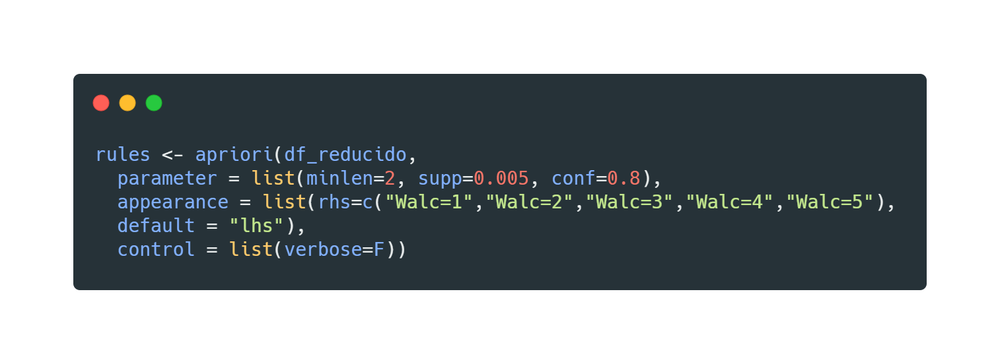 rules <- apriori(df_reducido,
  parameter = list(minlen=2, supp=0.005, conf=0.8),
  appearance = list(rhs=c("Walc=1","Walc=2","Walc=3","Walc=4","Walc=5"),
  default = "lhs"),
  control = list(verbose=F))